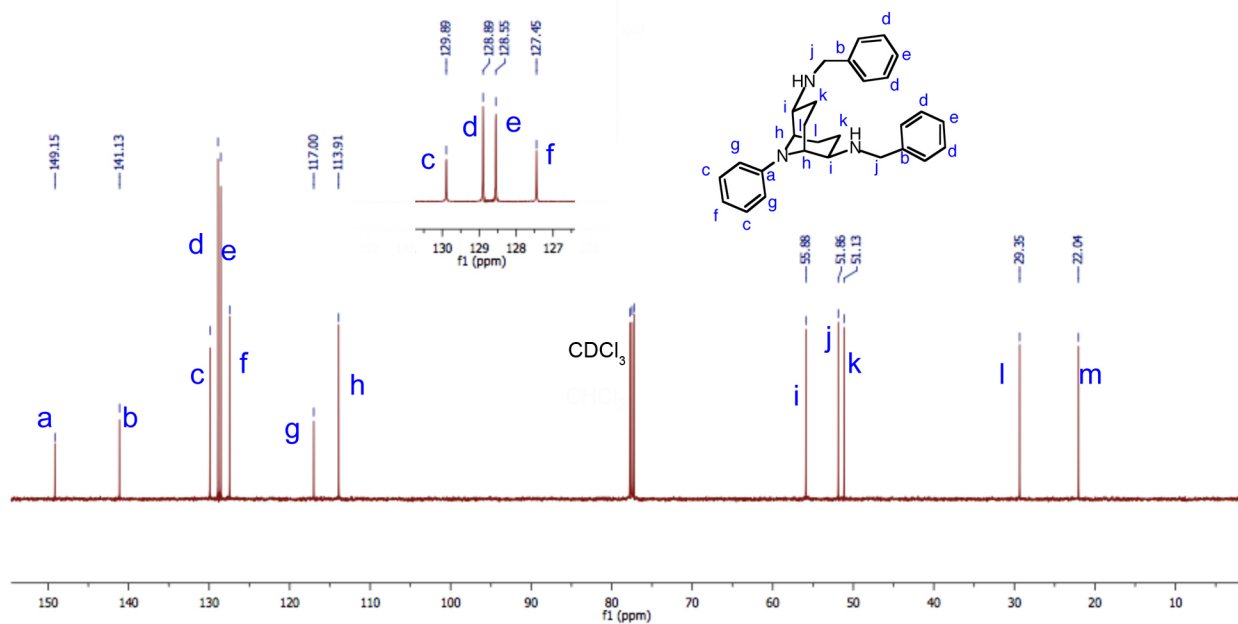 129.89
128.89
128.55
127.45
c
d
e
f
130
129
128
127
f1 (ppm)
d
e
d
b
j
HN
k
i
l
h
N
h
l
k
i
H
N
j
b
d
e
d
g
c
a
f
g
c
149.15
141.13
117.00
113.91
55.88
51.86
51.13
29.35
22.04
a
b
c
d
e
f
g
h
CDCl3
i
j
k
l
m
150
140
130
120
110
100
90
80
70
60
50
40
30
20
10
f1 (ppm)